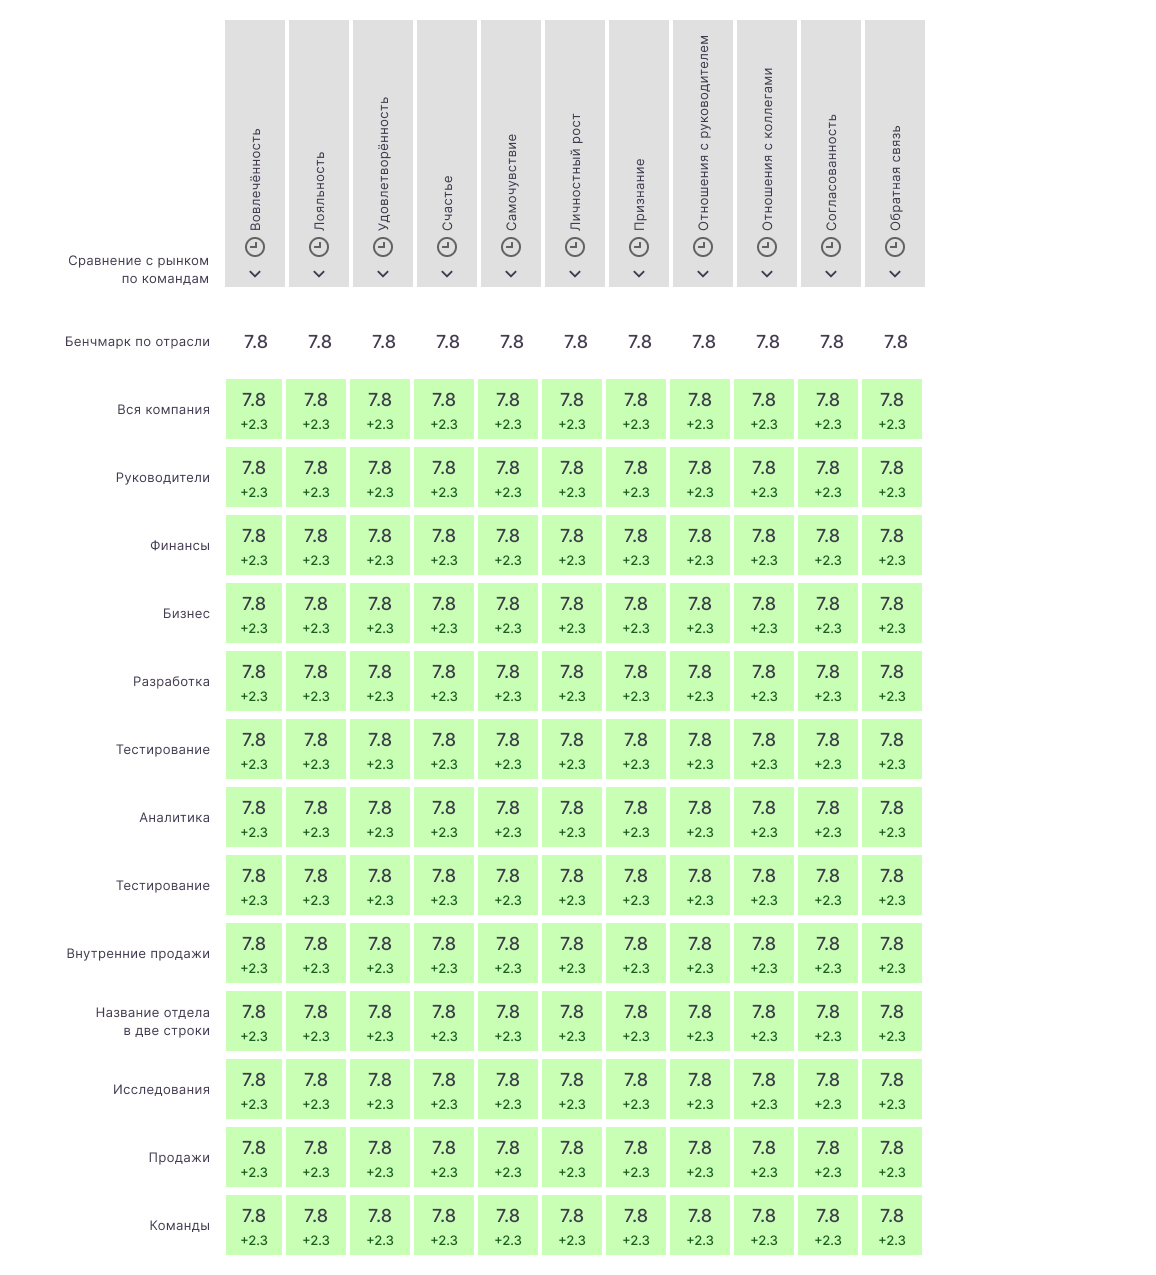 Вовлечённость
Лояльность
Удовлетворённость
Счастье
Самочувствие
Личностный рост
Признание
Отношения с руководителем
Отношения с коллегами
Согласованность
Обратная связь
Сравнение с рынком
по командам
Бенчмарк по отрасли 7.8 7.8 7.8 7.8 7.8 7.8 7.8 7.8 7.8 7.8 7.8
Вся компания 7.8 7.8 7.8 7.8 7.8 7.8 7.8 7.8 7.8 7.8 7.8
+2.3 +2.3 +2.3 +2.3 +2.3 +2.3 +2.3 +2.3 +2.3 +2.3 +2.3
Руководители 7.8 7.8 7.8 7.8 7.8 7.8 7.8 7.8 7.8 7.8 7.8
+2.3 +2.3 +2.3 +2.3 +2.3 +2.3 +2.3 +2.3 +2.3 +2.3 +2.3
Финансы 7.8 7.8 7.8 7.8 7.8 7.8 7.8 7.8 7.8 7.8 7.8
+2.3 +2.3 +2.3 +2.3 +2.3 +2.3 +2.3 +2.3 +2.3 +2.3 +2.3
Бизнес 7.8 7.8 7.8 7.8 7.8 7.8 7.8 7.8 7.8 7.8 7.8
+2.3 +2.3 +2.3 +2.3 +2.3 +2.3 +2.3 +2.3 +2.3 +2.3 +2.3
Разработка 7.8 7.8 7.8 7.8 7.8 7.8 7.8 7.8 7.8 7.8 7.8
+2.3 +2.3 +2.3 +2.3 +2.3 +2.3 +2.3 +2.3 +2.3 +2.3 +2.3
Тестирование 7.8 7.8 7.8 7.8 7.8 7.8 7.8 7.8 7.8 7.8 7.8
+2.3 +2.3 +2.3 +2.3 +2.3 +2.3 +2.3 +2.3 +2.3 +2.3 +2.3
Аналитика 7.8 7.8 7.8 7.8 7.8 7.8 7.8 7.8 7.8 7.8 7.8
+2.3 +2.3 +2.3 +2.3 +2.3 +2.3 +2.3 +2.3 +2.3 +2.3 +2.3
Тестирование 7.8 7.8 7.8 7.8 7.8 7.8 7.8 7.8 7.8 7.8 7.8
+2.3 +2.3 +2.3 +2.3 +2.3 +2.3 +2.3 +2.3 +2.3 +2.3 +2.3
Внутренние продажи 7.8 7.8 7.8 7.8 7.8 7.8 7.8 7.8 7.8 7.8 7.8
+2.3 +2.3 +2.3 +2.3 +2.3 +2.3 +2.3 +2.3 +2.3 +2.3 +2.3
Название отдела 7.8 7.8 7.8 7.8 7.8 7.8 7.8 7.8 7.8 7.8 7.8
в две строки +2.3 +2.3 +2.3 +2.3 +2.3 +2.3 +2.3 +2.3 +2.3 +2.3 +2.3
Исследования 7.8 7.8 7.8 7.8 7.8 7.8 7.8 7.8 7.8 7.8 7.8
+2.3 +2.3 +2.3 +2.3 +2.3 +2.3 +2.3 +2.3 +2.3 +2.3 +2.3
Продажи 7.8 7.8 7.8 7.8 7.8 7.8 7.8 7.8 7.8 7.8 7.8
+2.3 +2.3 +2.3 +2.3 +2.3 +2.3 +2.3 +2.3 +2.3 +2.3 +2.3
Команды 7.8 7.8 7.8 7.8 7.8 7.8 7.8 7.8 7.8 7.8 7.8
+2.3 +2.3 +2.3 +2.3 +2.3 +2.3 +2.3 +2.3 +2.3 +2.3 +2.3